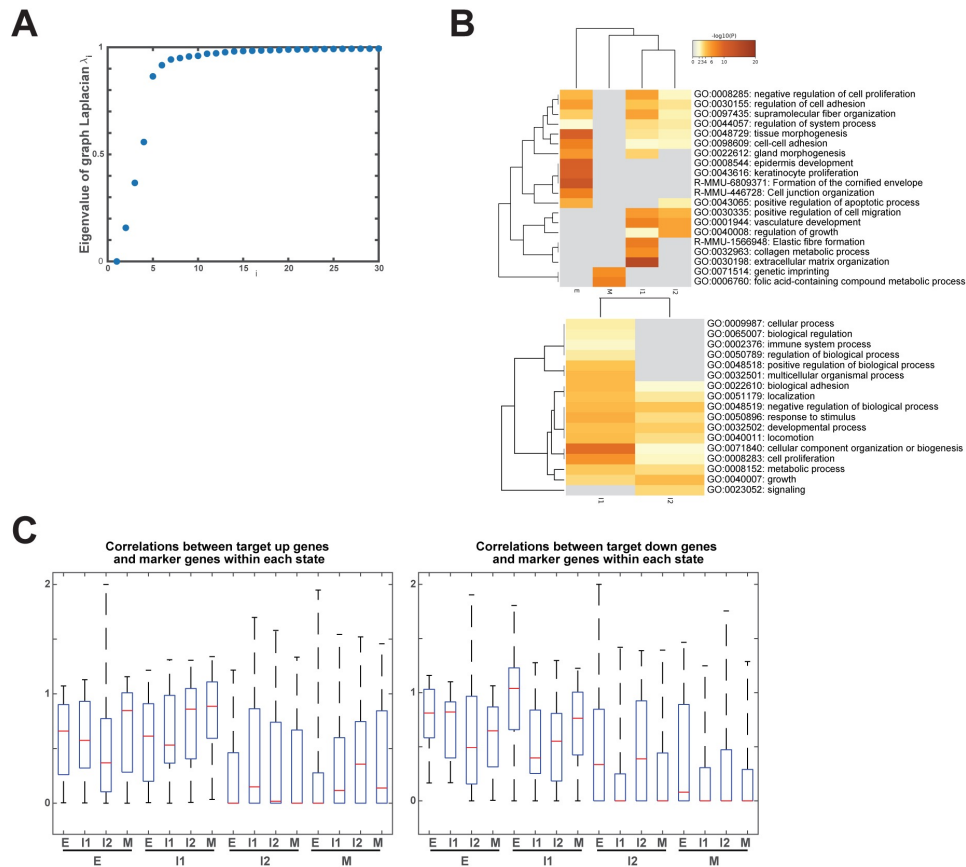 A
B
Eigenvalue of graph Laplacian λi
1
0.5
0
0
5
10
15
20
25
30
i
-log10(P)
0 2 3 4 6 10 20
GO:0008285: negative regulation of cell proliferation
GO:0030155: regulation of cell adhesion
GO:0097435: supramolecular fiber organization
GO:0044057: regulation of system process
GO:0048729: tissue morphogenesis
GO:0098609: cell-cell adhesion
GO:0022612: gland morphogenesis
GO:0008544: epidermis development
GO:0043616: keratinocyte proliferation
R-MMU-6809371: Formation of the cornified envelope
R-MMU-446728: Cell junction organization
GO:0043065: positive regulation of apoptotic process
GO:0030335: positive regulation of cell migration
GO:0001944: vasculature development
GO:0040008: regulation of growth
R-MMU-1566948: Elastic fibre formation
GO:0032963: collagen metabolic process
GO:0030198: extracellular matrix organization
GO:0071514: genetic imprinting
GO:0006760: folic acid-containing compound metabolic process
E M I1 I2
GO:0009987: cellular process
GO:0065007: biological regulation
GO:0002376: immune system process
GO:0050789: regulation of biological process
GO:0048518: positive regulation of biological process
GO:0032501: multicellular organismal process
GO:0022610: biological adhesion
GO:0051179: localization
GO:0048519: negative regulation of biological process
GO:0050896: response to stimulus
GO:0032502: developmental process
GO:0040011: locomotion
GO:0071840: cellular component organization or biogenesis
GO:0008283: cell proliferation
GO:0008152: metabolic process
GO:0040007: growth
GO:0023052: signaling
I1 I2
C
Correlations between target up genes
and marker genes within each state
2
1
0
E I1 I2 M E I1 I2 M E I1 I2 M E I1 I2 M
E I1 I2 M
Correlations between target down genes
and marker genes within each state
2
1
0
E I1 I2 M E I1 I2 M E I1 I2 M E I1 I2 M
E I1 I2 M